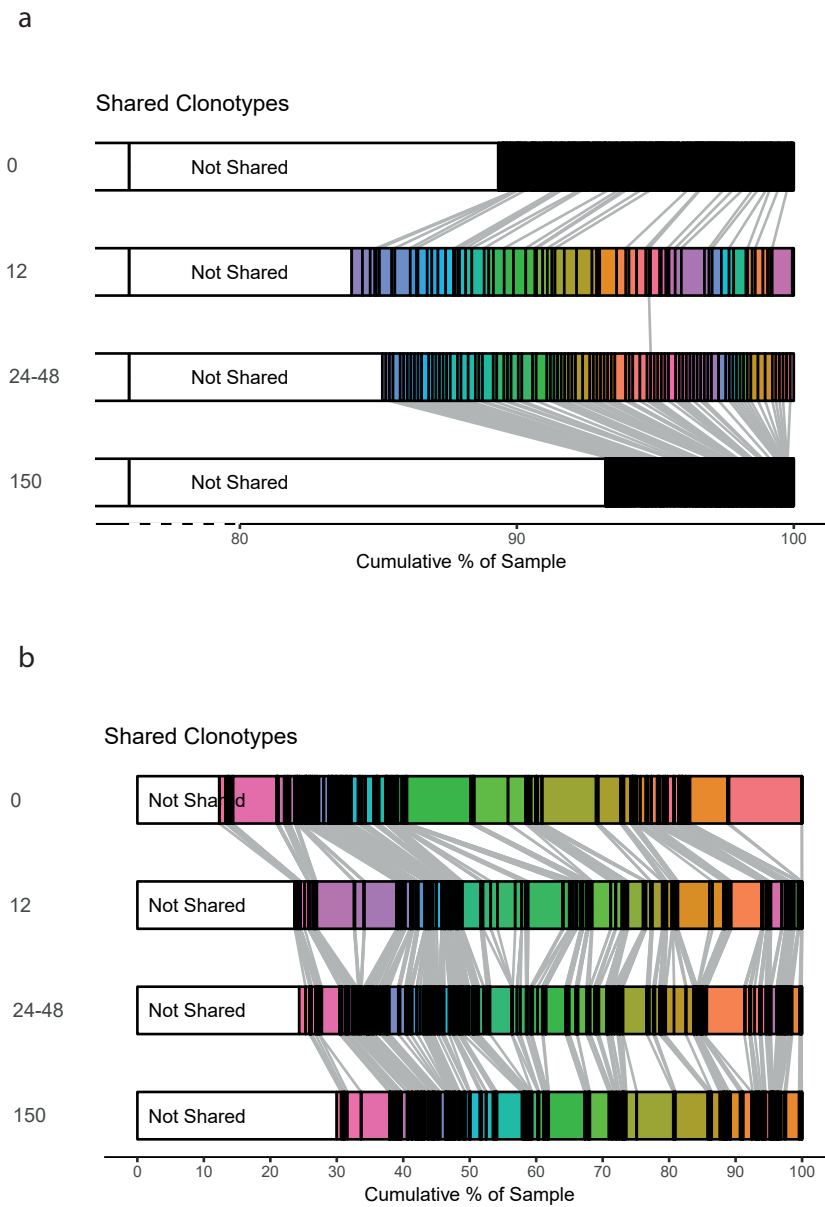 a
Shared Clonotypes
0
Not Shared
12
Not Shared
24-48
Not Shared
150
Not Shared
80 90 100
Cumulative % of Sample
b
Shared Clonotypes
0
Not Shared
12
Not Shared
24-48
Not Shared
150
Not Shared
0 10 20 30 40 50 60 70 80 90 100
Cumulative % of Sample